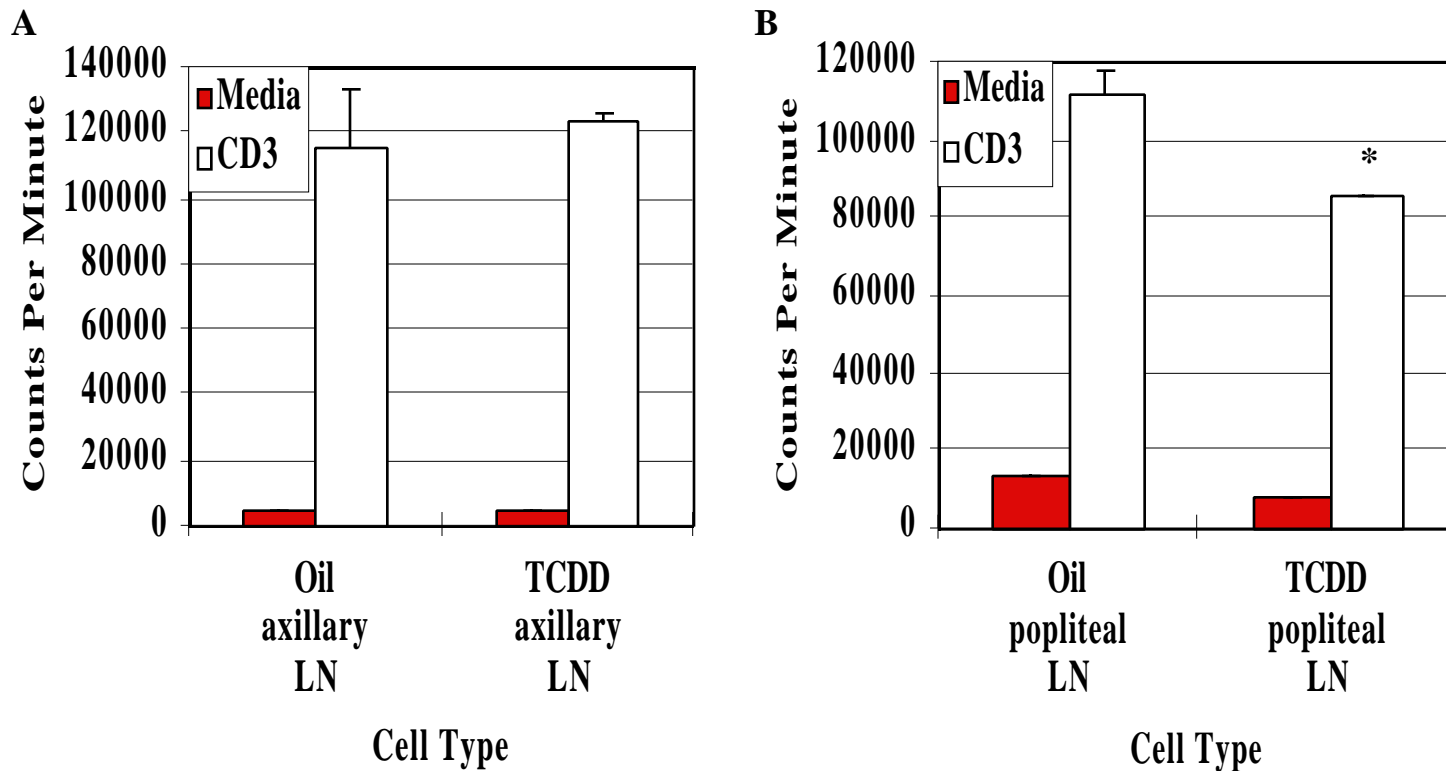 A
Counts Per Minute
140000
120000
100000
80000
60000
40000
20000
0
Media
CD3
Oil
axillary
LN
TCDD
axillary
LN
Cell Type
B
Counts Per Minute
120000
100000
80000
60000
40000
20000
0
Media
CD3
*
Oil
popliteal
LN
TCDD
popliteal
LN
Cell Type